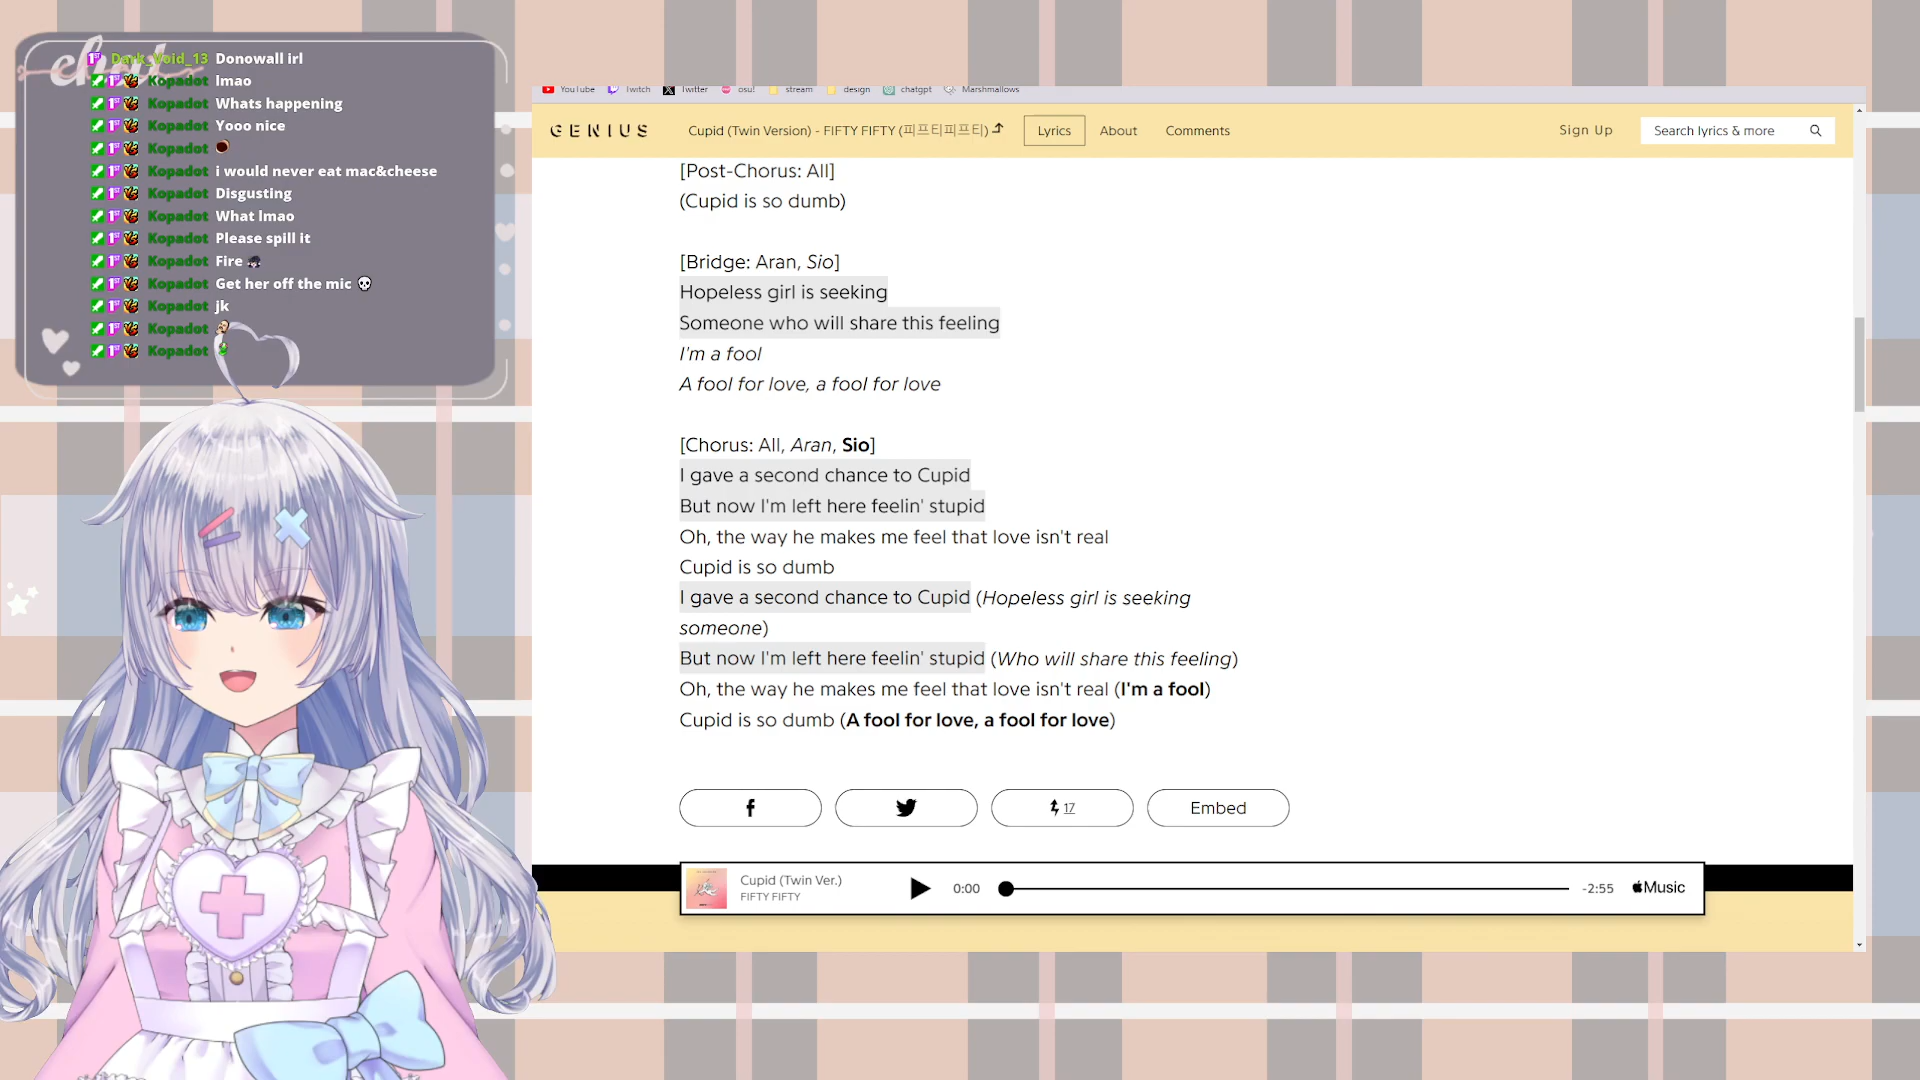 chat
Dark_Void_13 Donowall irl
Kopadot lmao
Kopadot Whats happening
Kopadot Yooo nice
Kopadot
Kopadot i would never eat mac&cheese
Kopadot Disgusting
Kopadot What lmao
Kopadot Please spill it
Kopadot Fire
Kopadot Get her off the mic 💀
Kopadot jk
Kopadot
Kopadot
YouTube Twitch Twitter osu! stream design chatgpt Marshmallows
GENIUS Cupid (Twin Version) - FIFTY FIFTY (피프티피프티) Lyrics About Comments Sign Up Search lyrics & more
[Post-Chorus: All]
(Cupid is so dumb)
[Bridge: Aran, Sio]
Hopeless girl is seeking
Someone who will share this feeling
I'm a fool
A fool for love, a fool for love
[Chorus: All, Aran, Sio]
I gave a second chance to Cupid
But now I'm left here feelin' stupid
Oh, the way he makes me feel that love isn't real
Cupid is so dumb
I gave a second chance to Cupid (Hopeless girl is seeking
someone)
But now I'm left here feelin' stupid (Who will share this feeling)
Oh, the way he makes me feel that love isn't real (I'm a fool)
Cupid is so dumb (A fool for love, a fool for love)
17 Embed
Cupid (Twin Ver.)
FIFTY FIFTY
0:00 -2:55 Music